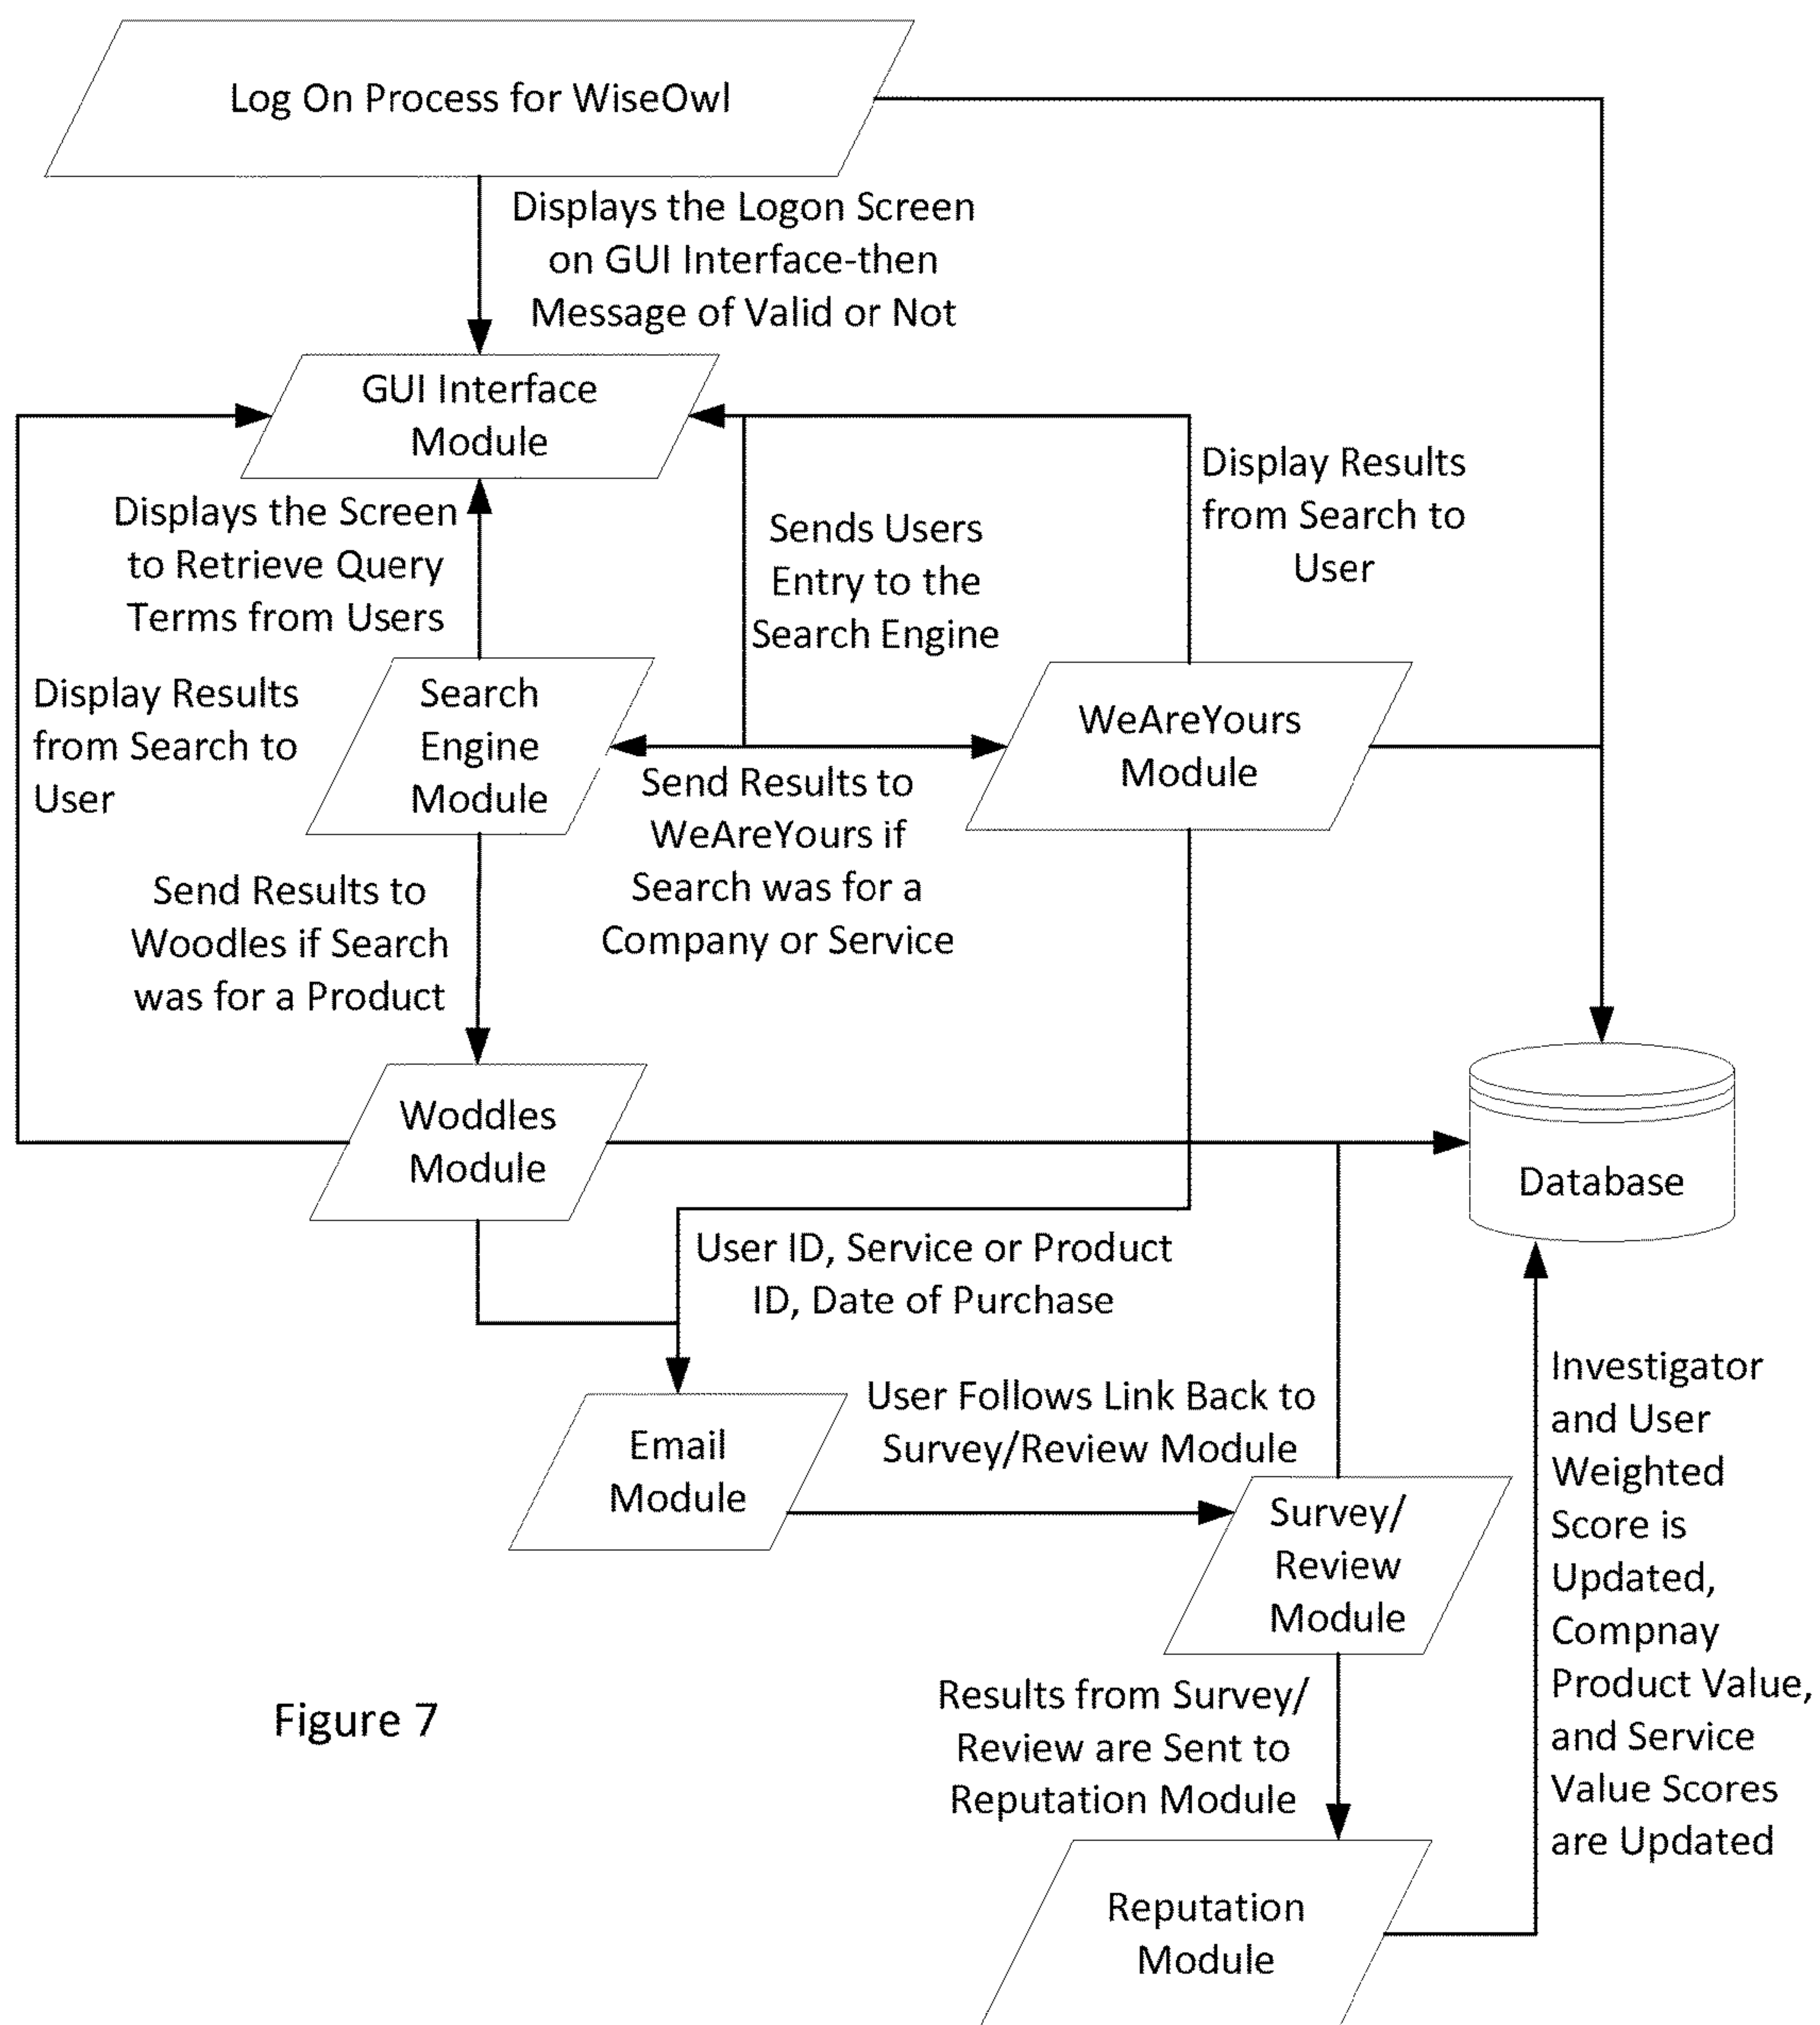 Log On Process for WiseOwl
Displays the Logon Screen
on GUI Interface-then
Message of Valid or Not
GUI Interface
Module
Displays the Screen
to Retrieve Query
Terms from Users
Sends Users
Entry to the
Search Engine
Display Results
from Search to
User
Display Results
from Search to
User
Search
Engine
Module
WeAreYours
Module
Send Results to
WeAreYours if
Search was for a
Company or Service
Send Results to
Woodles if Search
was for a Product
Woddles
Module
Database
User ID, Service or Product
ID, Date of Purchase
Email
Module
User Follows Link Back to
Survey/Review Module
Survey/
Review
Module
Investigator
and User
Weighted
Score is
Updated,
Compnay
Product Value,
and Service
Value Scores
are Updated
Results from Survey/
Review are Sent to
Reputation Module
Figure 7
Reputation
Module